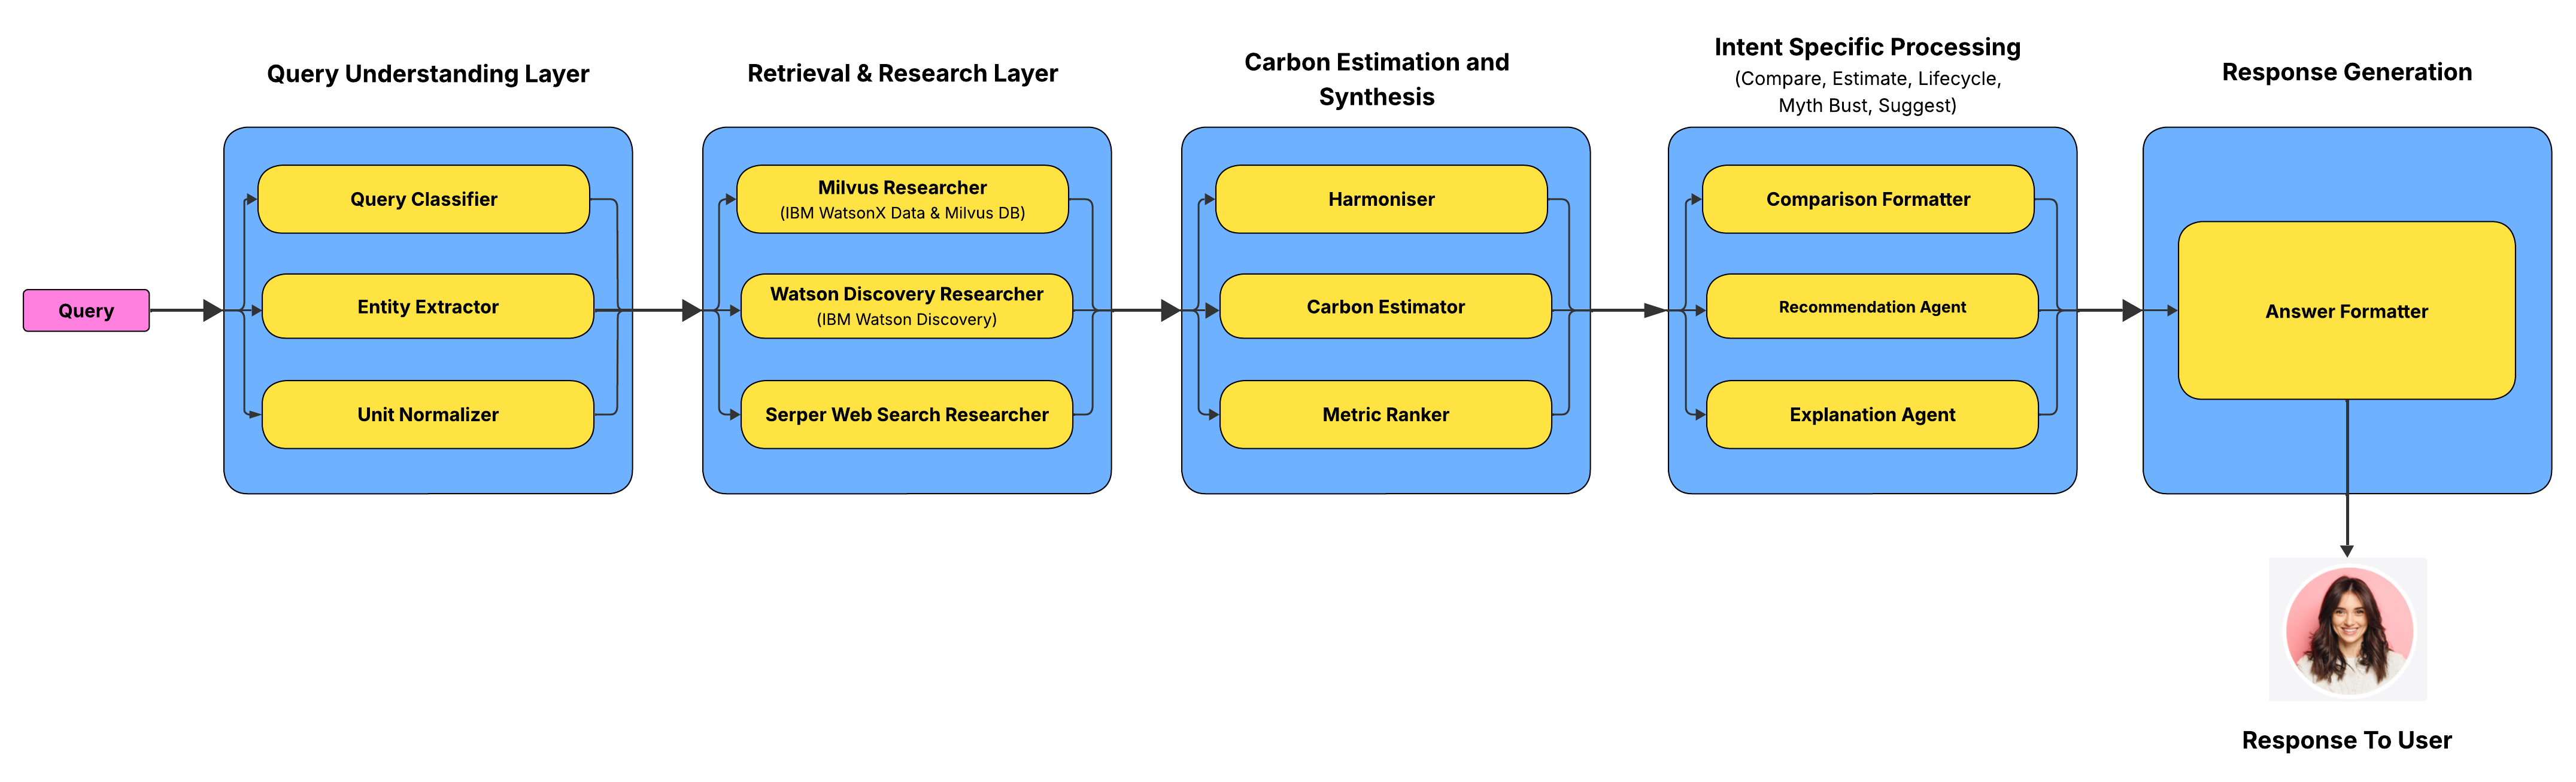 Query
Query Understanding Layer
Query Classifier
Entity Extractor
Unit Normalizer
Retrieval & Research Layer
Milvus Researcher
(IBM WatsonX Data & Milvus DB)
Watson Discovery Researcher
(IBM Watson Discovery)
Serper Web Search Researcher
Carbon Estimation and
Synthesis
Harmoniser
Carbon Estimator
Metric Ranker
Intent Specific Processing
(Compare, Estimate, Lifecycle,
Myth Bust, Suggest)
Comparison Formatter
Recommendation Agent
Explanation Agent
Response Generation
Answer Formatter
Response To User